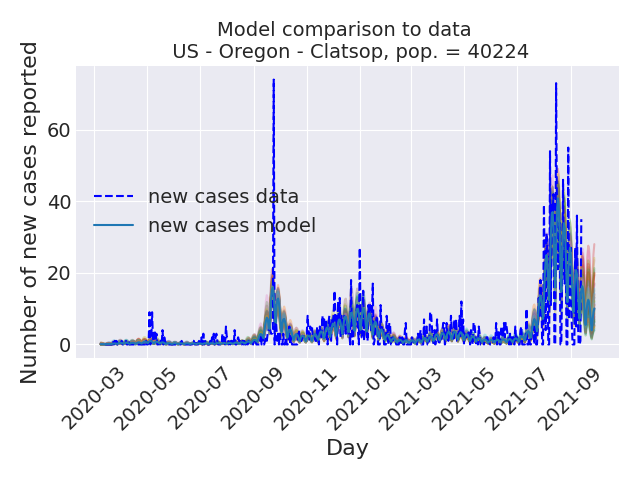 Model comparison to data
US - Oregon - Clatsop, pop. = 40224
Number of new cases reported
60
40
20
0
new cases data
new cases model
2020-03
2020-05
2020-07
2020-09
2020-11
2021-01
2021-03
2021-05
2021-07
2021-09
Day